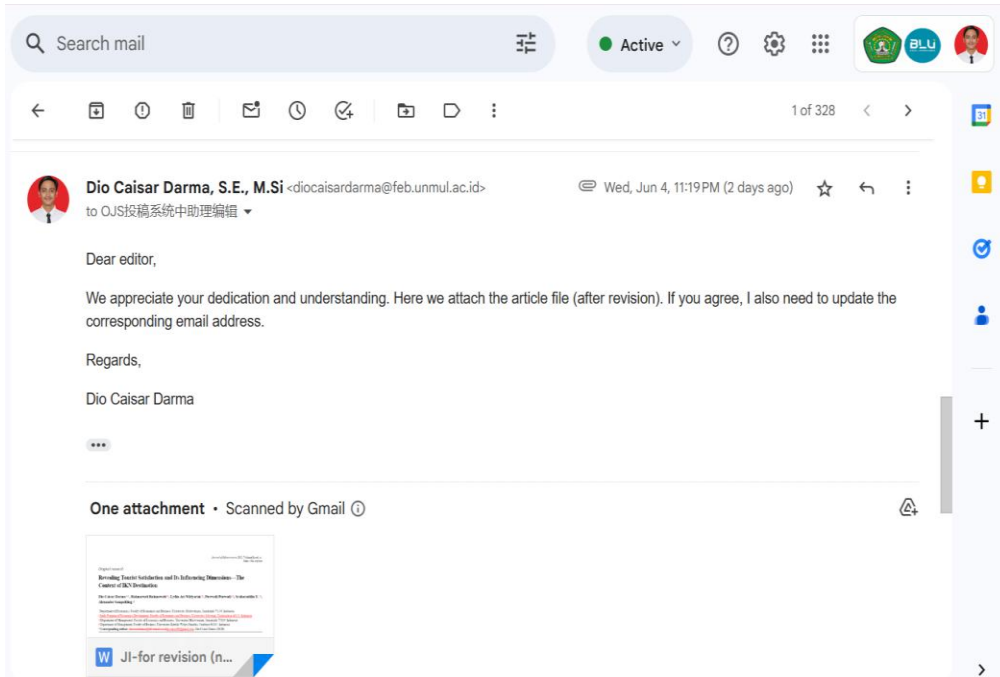 Search mail
Active
BLU
1 of 328
31
Dio Caisar Darma, S.E., M.Si <diocaisardarma@feb.unmul.ac.id>
Wed, Jun 4, 11:19 PM (2 days ago)
to OJS投稿系统中助理编辑
Dear editor,
We appreciate your dedication and understanding. Here we attach the article file (after revision). If you agree, I also need to update the
corresponding email address.
Regards,
Dio Caisar Darma
One attachment • Scanned by Gmail
Revealing Tourist Satisfaction and Its Influencing Dimensions—The
Context of IKN Destination
W JI-for revision (n...